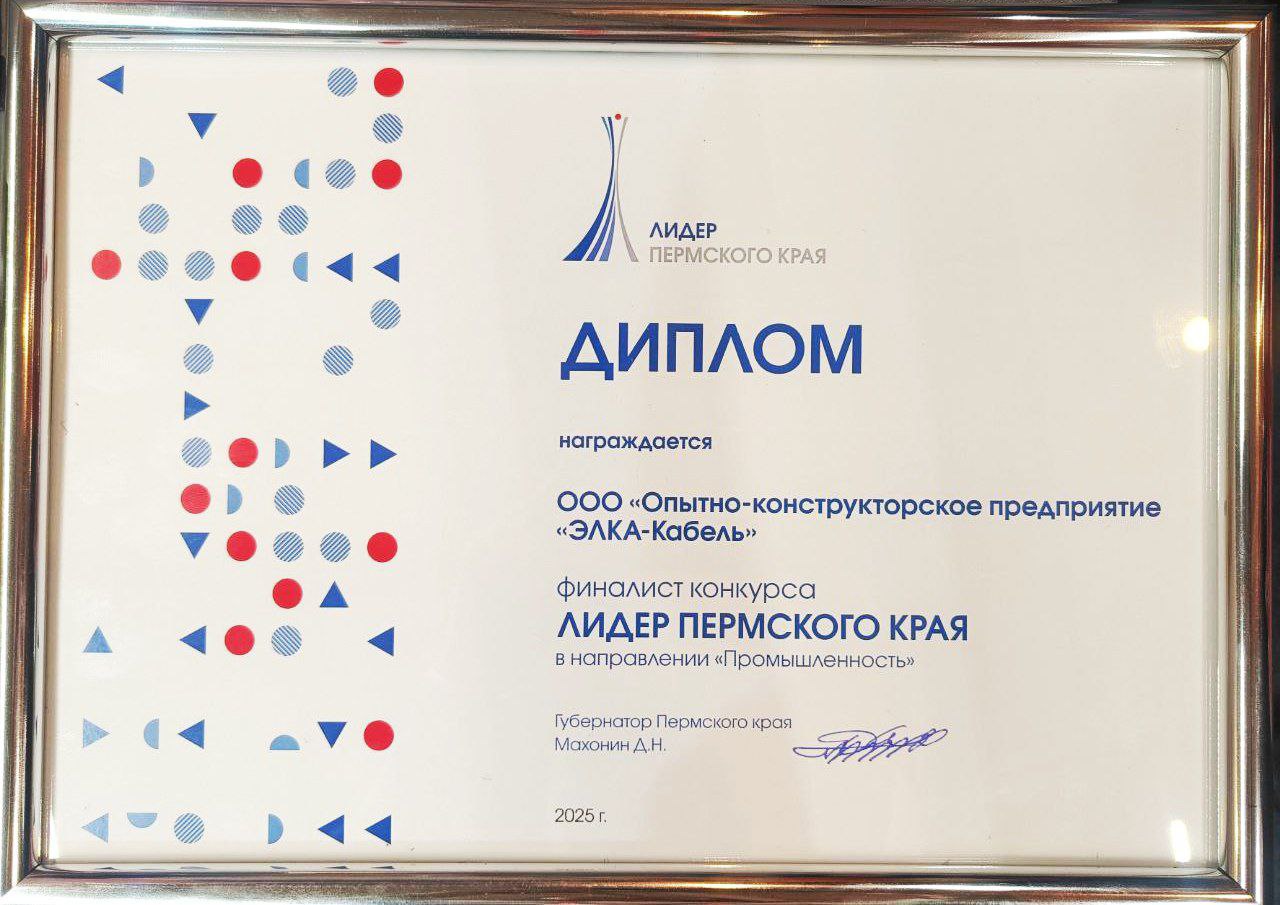 ЛИДЕР
ПЕРМСКОГО КРАЯ
ДИПЛОМ
награждается
ООО «Опытно-конструкторское предприятие
«ЭЛКА-Кабель»
финалист конкурса
ЛИДЕР ПЕРМСКОГО КРАЯ
в направлении «Промышленность»
Губернатор Пермского края
Махонин Д.Н.
2025 г.